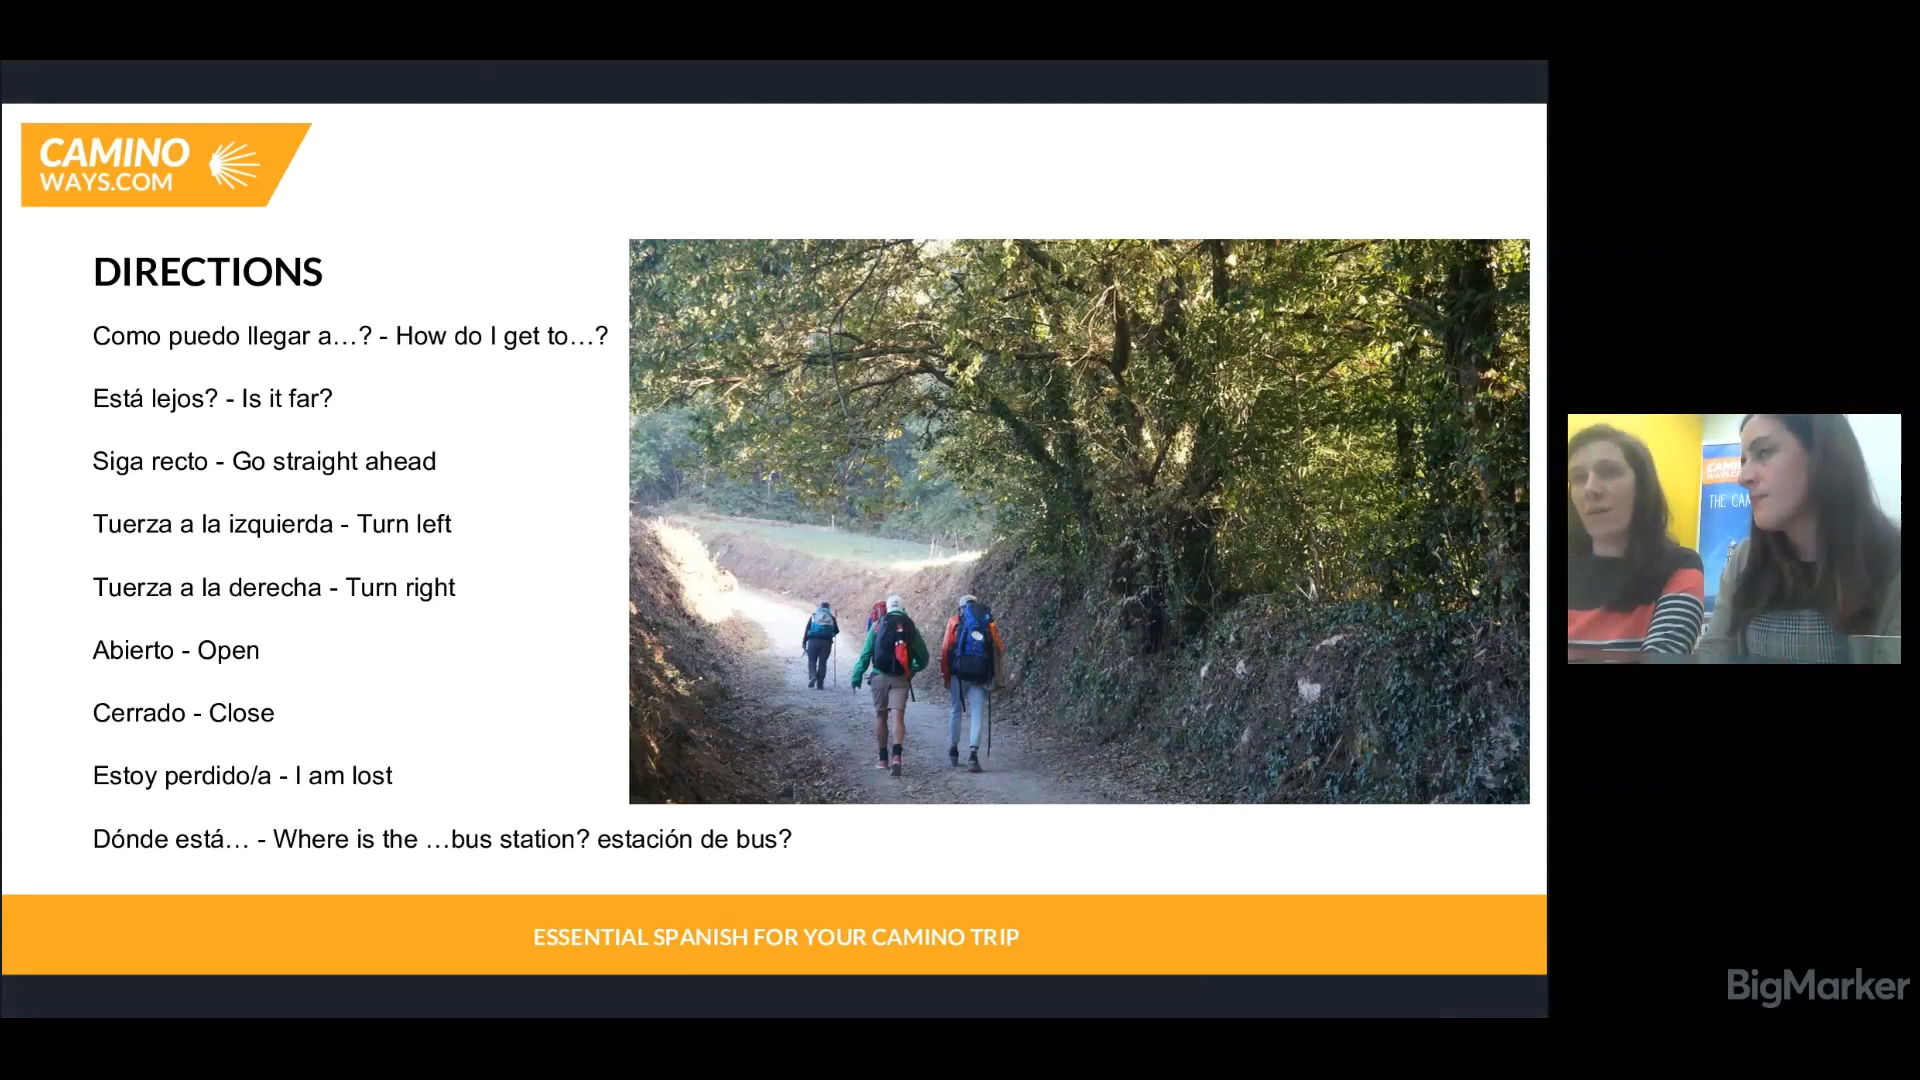 CAMINO
WAYS.COM
DIRECTIONS
Como puedo llegar a…? - How do I get to…?
Está lejos? - Is it far?
Siga recto - Go straight ahead
Tuerza a la izquierda - Turn left
Tuerza a la derecha - Turn right
Abierto - Open
Cerrado - Close
Estoy perdido/a - I am lost
Dónde está… - Where is the …bus station? estación de bus?
ESSENTIAL SPANISH FOR YOUR CAMINO TRIP
THE
BigMarker